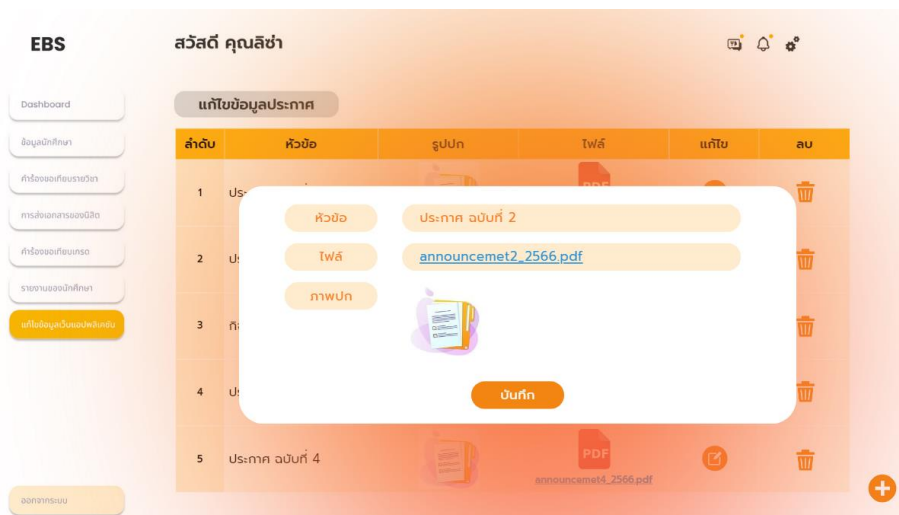 EBS
สวัสดี คุณลิซ่า
Dashboard
ข้อมูลนักศึกษา
คำร้องขอเทียบรายวิชา
การส่งเอกสารของนิสิต
คำร้องขอเทียบเกรด
รายงานของนักศึกษา
แก้ไขข้อมูลเว็บแอปพลิเคชั่น
ออกจากระบบ
แก้ไขข้อมูลประกาศ
ลำดับ หัวข้อ รูปปก ไฟล์ แก้ไข ลบ
1
2
3
4
5 ประกาศ ฉบับที่ 4 PDF
announcemet4_2566.pdf
หัวข้อ ประกาศ ฉบับที่ 2
ไฟล์ announcemet2_2566.pdf
ภาพปก
บันทึก